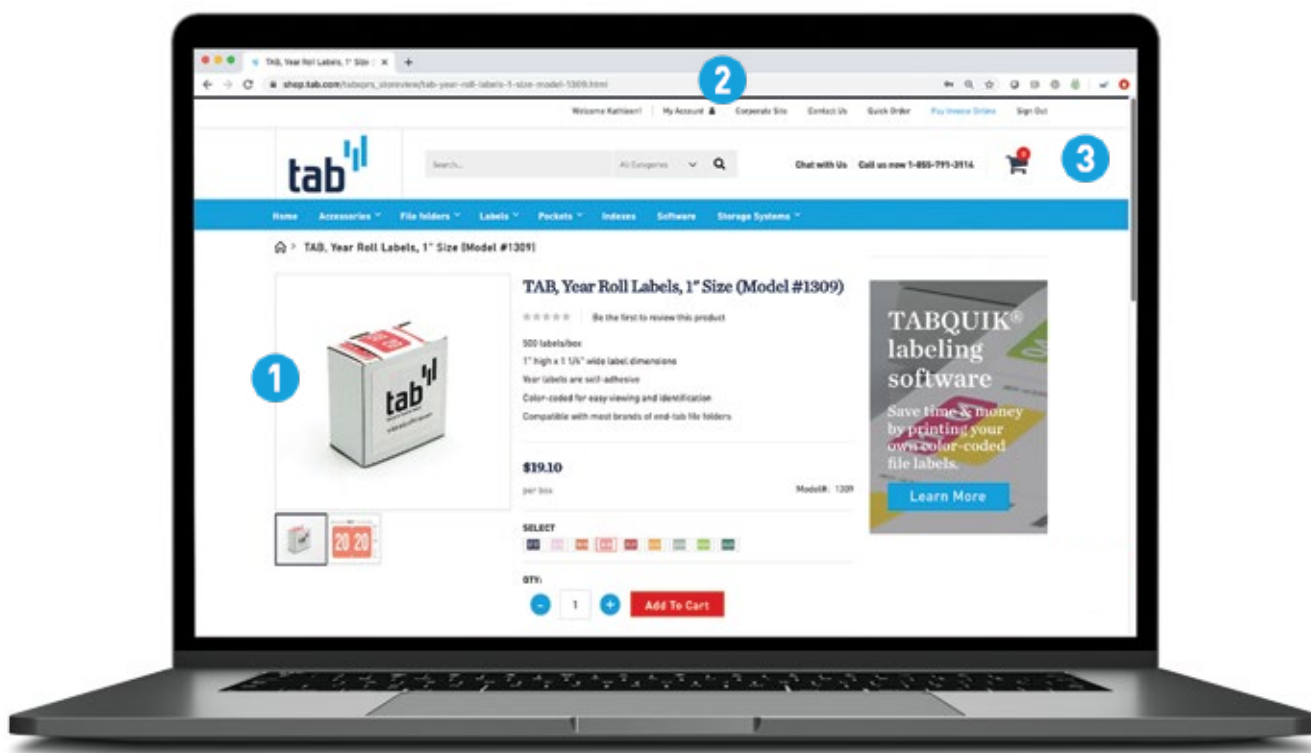 TAB, Year Roll Labels, 1" Size
shop.tab.com/tabprs_storeview/tab-year-roll-labels-1-size-model-1309.html
2
Welcome Kathleen! My Account Corporate Site Contact Us Quick Order Pay Invoice Online Sign Out
tab
Search... All Categories
Chat with Us Call us now 1-855-791-3114
0
3
Home Accessories File folders Labels Pockets Indexes Software Storage Systems
> TAB, Year Roll Labels, 1" Size (Model #1309)
1
tab
20 20
TAB, Year Roll Labels, 1" Size (Model #1309)
Be the first to review this product
500 labels/box
1" high x 1 1/4" wide label dimensions
Year labels are self-adhesive
Color-coded for easy viewing and identification
Compatible with most brands of end-tab file folders
$19.10
per box
Model#: 1309
SELECT
QTY:
- 1 + Add To Cart
TABQUIK®
labeling
software
Save time & money
by printing your
own color-coded
file labels.
Learn More